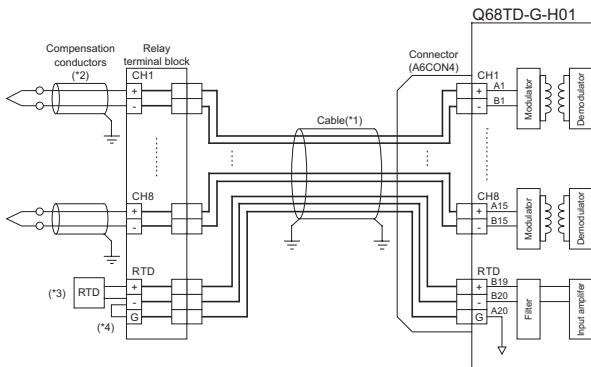 Q68TD-G-H01
Compensation
conductors
(*2)
Relay
terminal block
Connector
(A6CON4)
CH1
+
-
Cable(*1)
CH1
+
-
A1
B1
Modulator
Demodulator
CH8
+
-
CH8
+
-
A15
B15
Modulator
Demodulator
(*3)
RTD
(*4)
RTD
+
-
G
RTD
+
-
G
B19
B20
A20
Filter
Input amplifer